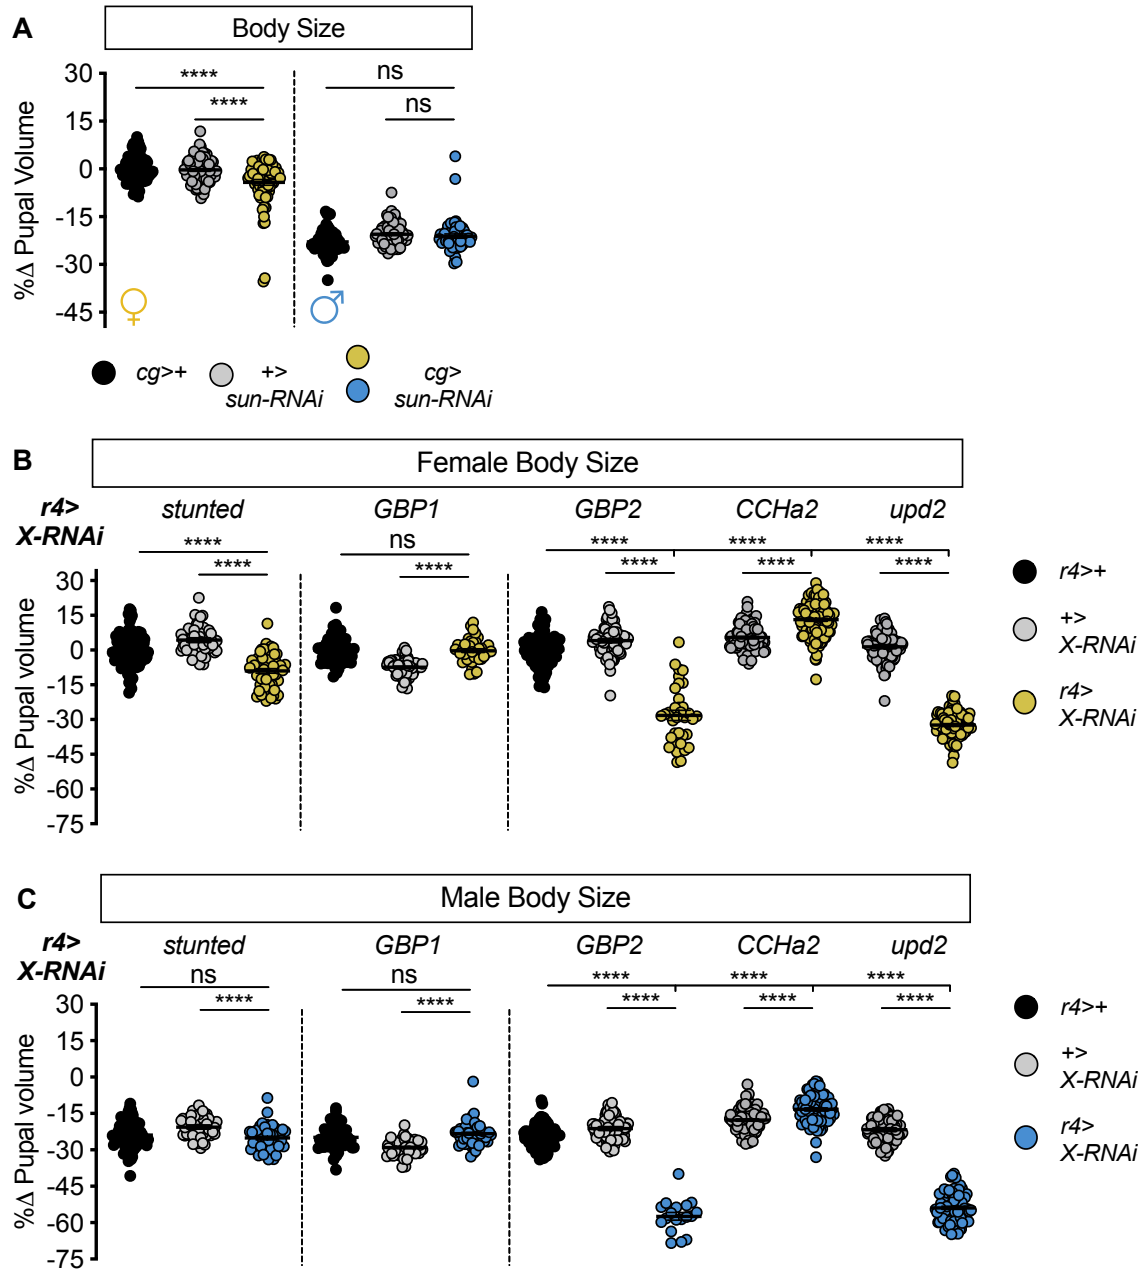 A
Body Size
%Δ Pupal Volume
30
15
0
-15
-30
-45
****
****
ns
ns
♀
♂
cg>+
+>
sun-RNAi
cg>
sun-RNAi
B
Female Body Size
r4>
X-RNAi
stunted
GBP1
GBP2
CCHa2
upd2
****
****
ns
****
****
****
****
****
****
****
%Δ Pupal volume
30
15
0
-15
-30
-45
-60
-75
r4>+
+>
X-RNAi
r4>
X-RNAi
C
Male Body Size
r4>
X-RNAi
stunted
GBP1
GBP2
CCHa2
upd2
ns
****
ns
****
****
****
****
****
****
****
%Δ Pupal volume
30
15
0
-15
-30
-45
-60
-75
r4>+
+>
X-RNAi
r4>
X-RNAi